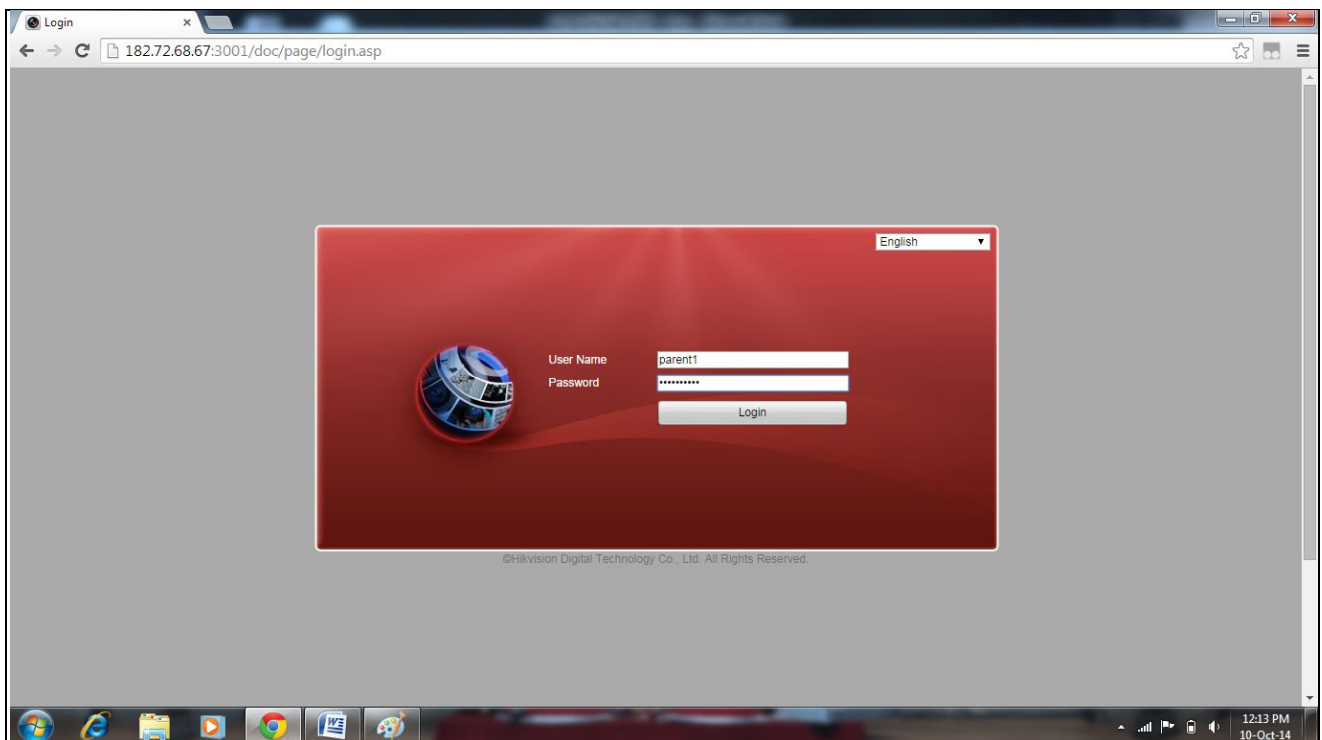 Login
182.72.68.67:3001/doc/page/login.asp
English
User Name parent1
Password ••••••••••
Login
©Hikvision Digital Technology Co., Ltd. All Rights Reserved.
12:13 PM
10-Oct-14